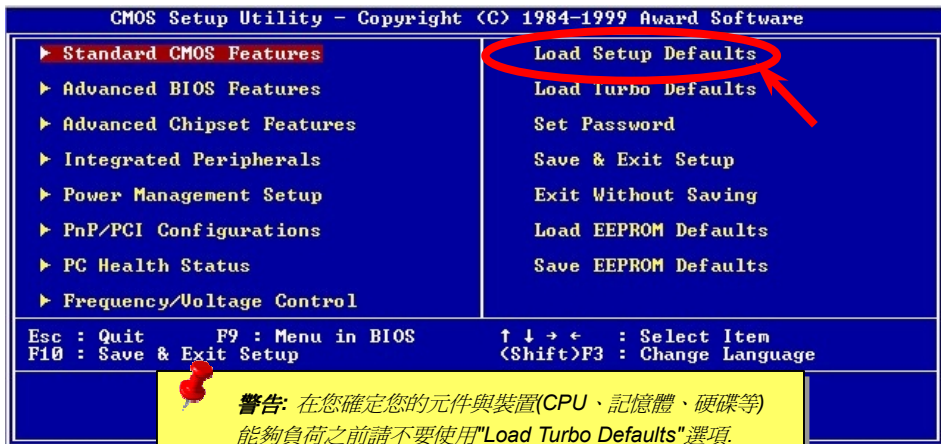 CMOS Setup Utility – Copyright (C) 1984–1999 Award Software
▶ Standard CMOS Features
▶ Advanced BIOS Features
▶ Advanced Chipset Features
▶ Integrated Peripherals
▶ Power Management Setup
▶ PnP/PCI Configurations
▶ PC Health Status
▶ Frequency/Voltage Control
Load Setup Defaults
Load Turbo Defaults
Set Password
Save & Exit Setup
Exit Without Saving
Load EEPROM Defaults
Save EEPROM Defaults
Esc : Quit F9 : Menu in BIOS ↑ ↓ → ← : Select Item
F10 : Save & Exit Setup (Shift)F3 : Change Language
警告: 在您確定您的元件與裝置(CPU、記憶體、硬碟等)
能夠負荷之前請不要使用"Load Turbo Defaults"選項.